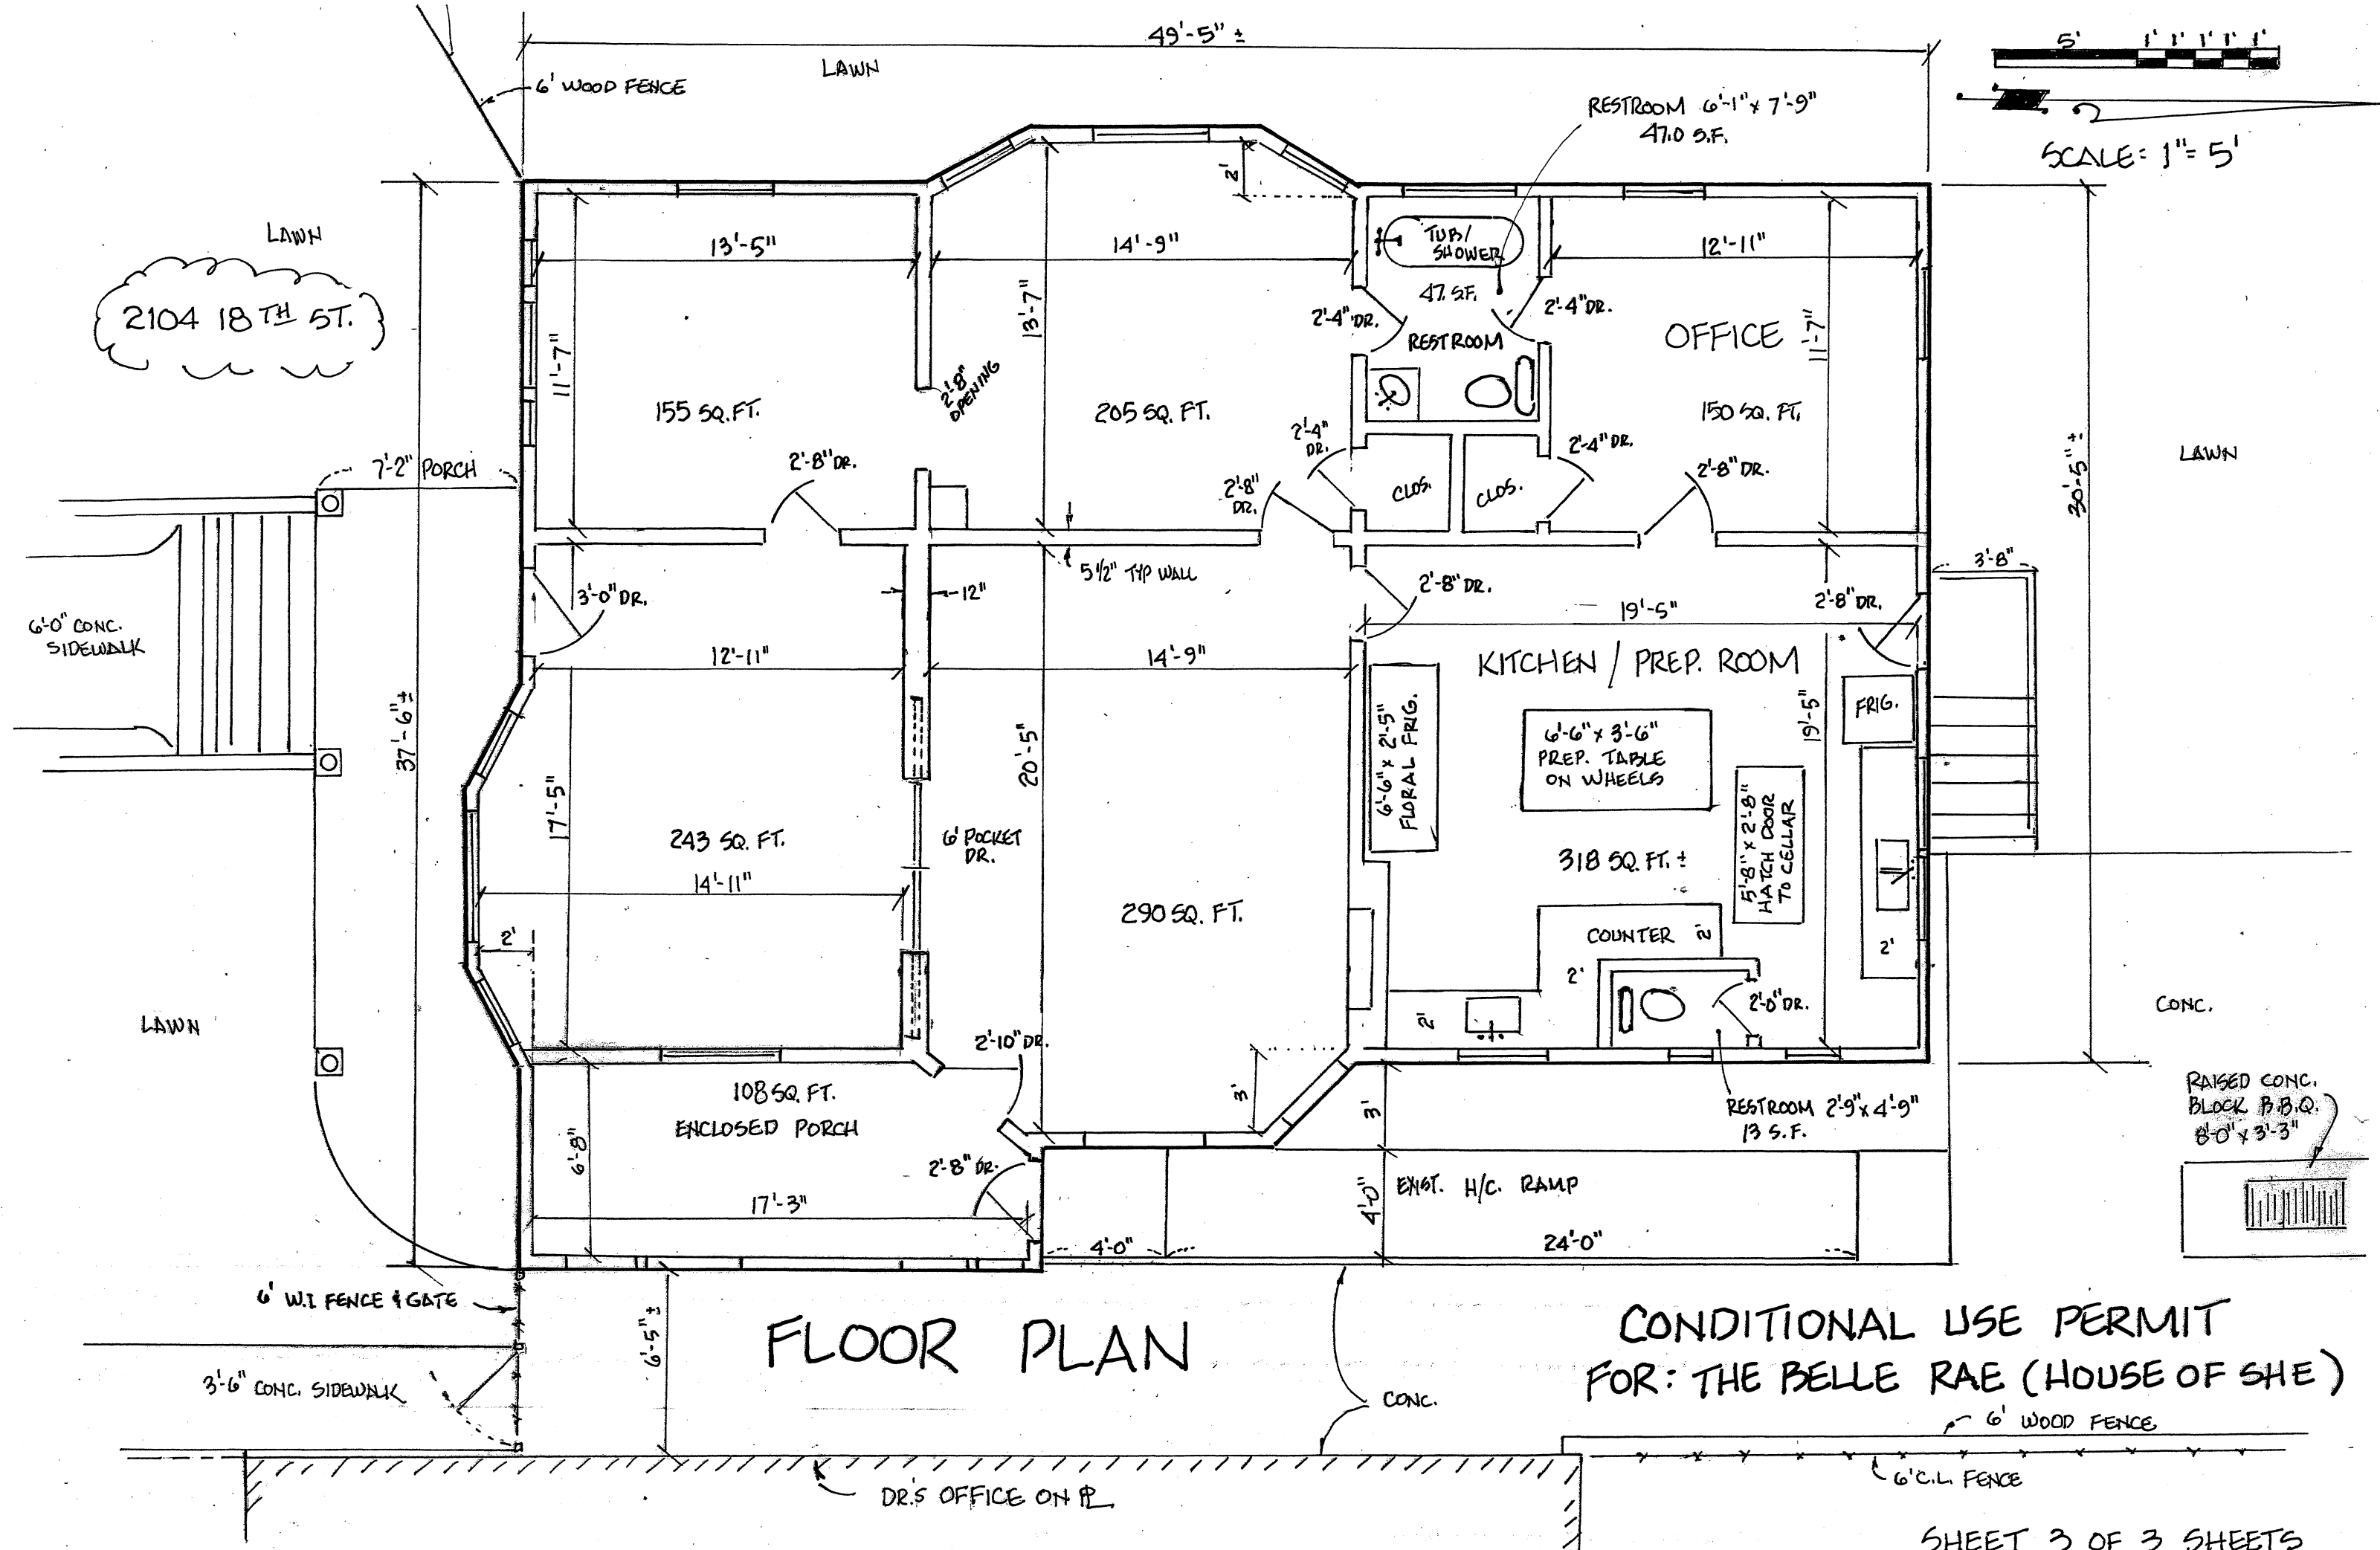 49'-5" ±
LAWN
6' WOOD FENCE
5' 1' 1' 1' 1' 1'
SCALE: 1"= 5'
RESTROOM 6'-1" x 7'-9"
47.0 S.F.
2'
LAWN
2104 18TH ST.
13'-5"
14'-9"
TUB/
SHOWER
12'-11"
47. S.F.
2'-4" DR.
2'-4" DR.
RESTROOM
OFFICE
11'-7"
13'-7"
11'-7"
2'-8"
OPENING
155 SQ. FT.
205 SQ. FT.
150 SQ. FT.
2'-4"
DR.
2'-4" DR.
2'-8" DR.
2'-8" DR.
2'-8"
DR.
CLOS.
CLOS.
7'-2" PORCH
LAWN
30'-5" ±
5 1/2" TYP WALL
12"
3'-0" DR.
2'-8" DR.
19'-5"
2'-8" DR.
3'-8"
6'-0" CONC.
SIDEWALK
12'-11"
14'-9"
KITCHEN / PREP. ROOM
37'-6" ±
17'-5"
20'-5"
6'-6" x 2'-5"
FLORAL FRIG.
6'-6" x 3'-6"
PREP. TABLE
ON WHEELS
19'-5"
FRIG.
243 SQ. FT.
6' POCKET
DR.
14'-11"
290 SQ. FT.
318 SQ. FT. ±
5'-8" x 2'-8"
HATCH DOOR
TO CELLAR
2'
COUNTER
2'
2'
2'
2'
2'-0" DR.
LAWN
CONC.
2'-10" DR.
3'
3'
108 SQ. FT.
ENCLOSED PORCH
6'-8"
2'-8" DR.
17'-3"
RESTROOM 2'-9" x 4'-9"
13 S.F.
RAISED CONC.
BLOCK B.B.Q.
8'-0" x 3'-3"
4'-0"
EXIST. H/C. RAMP
4'-0"
24'-0"
6' W.I. FENCE & GATE
6'-5" ±
FLOOR PLAN
CONDITIONAL USE PERMIT
FOR: THE BELLE RAE (HOUSE OF SHE)
3'-6" CONC. SIDEWALK
CONC.
6' WOOD FENCE
6' C.L. FENCE
DR.'S OFFICE ON PL
SHEET 3 OF 3 SHEETS